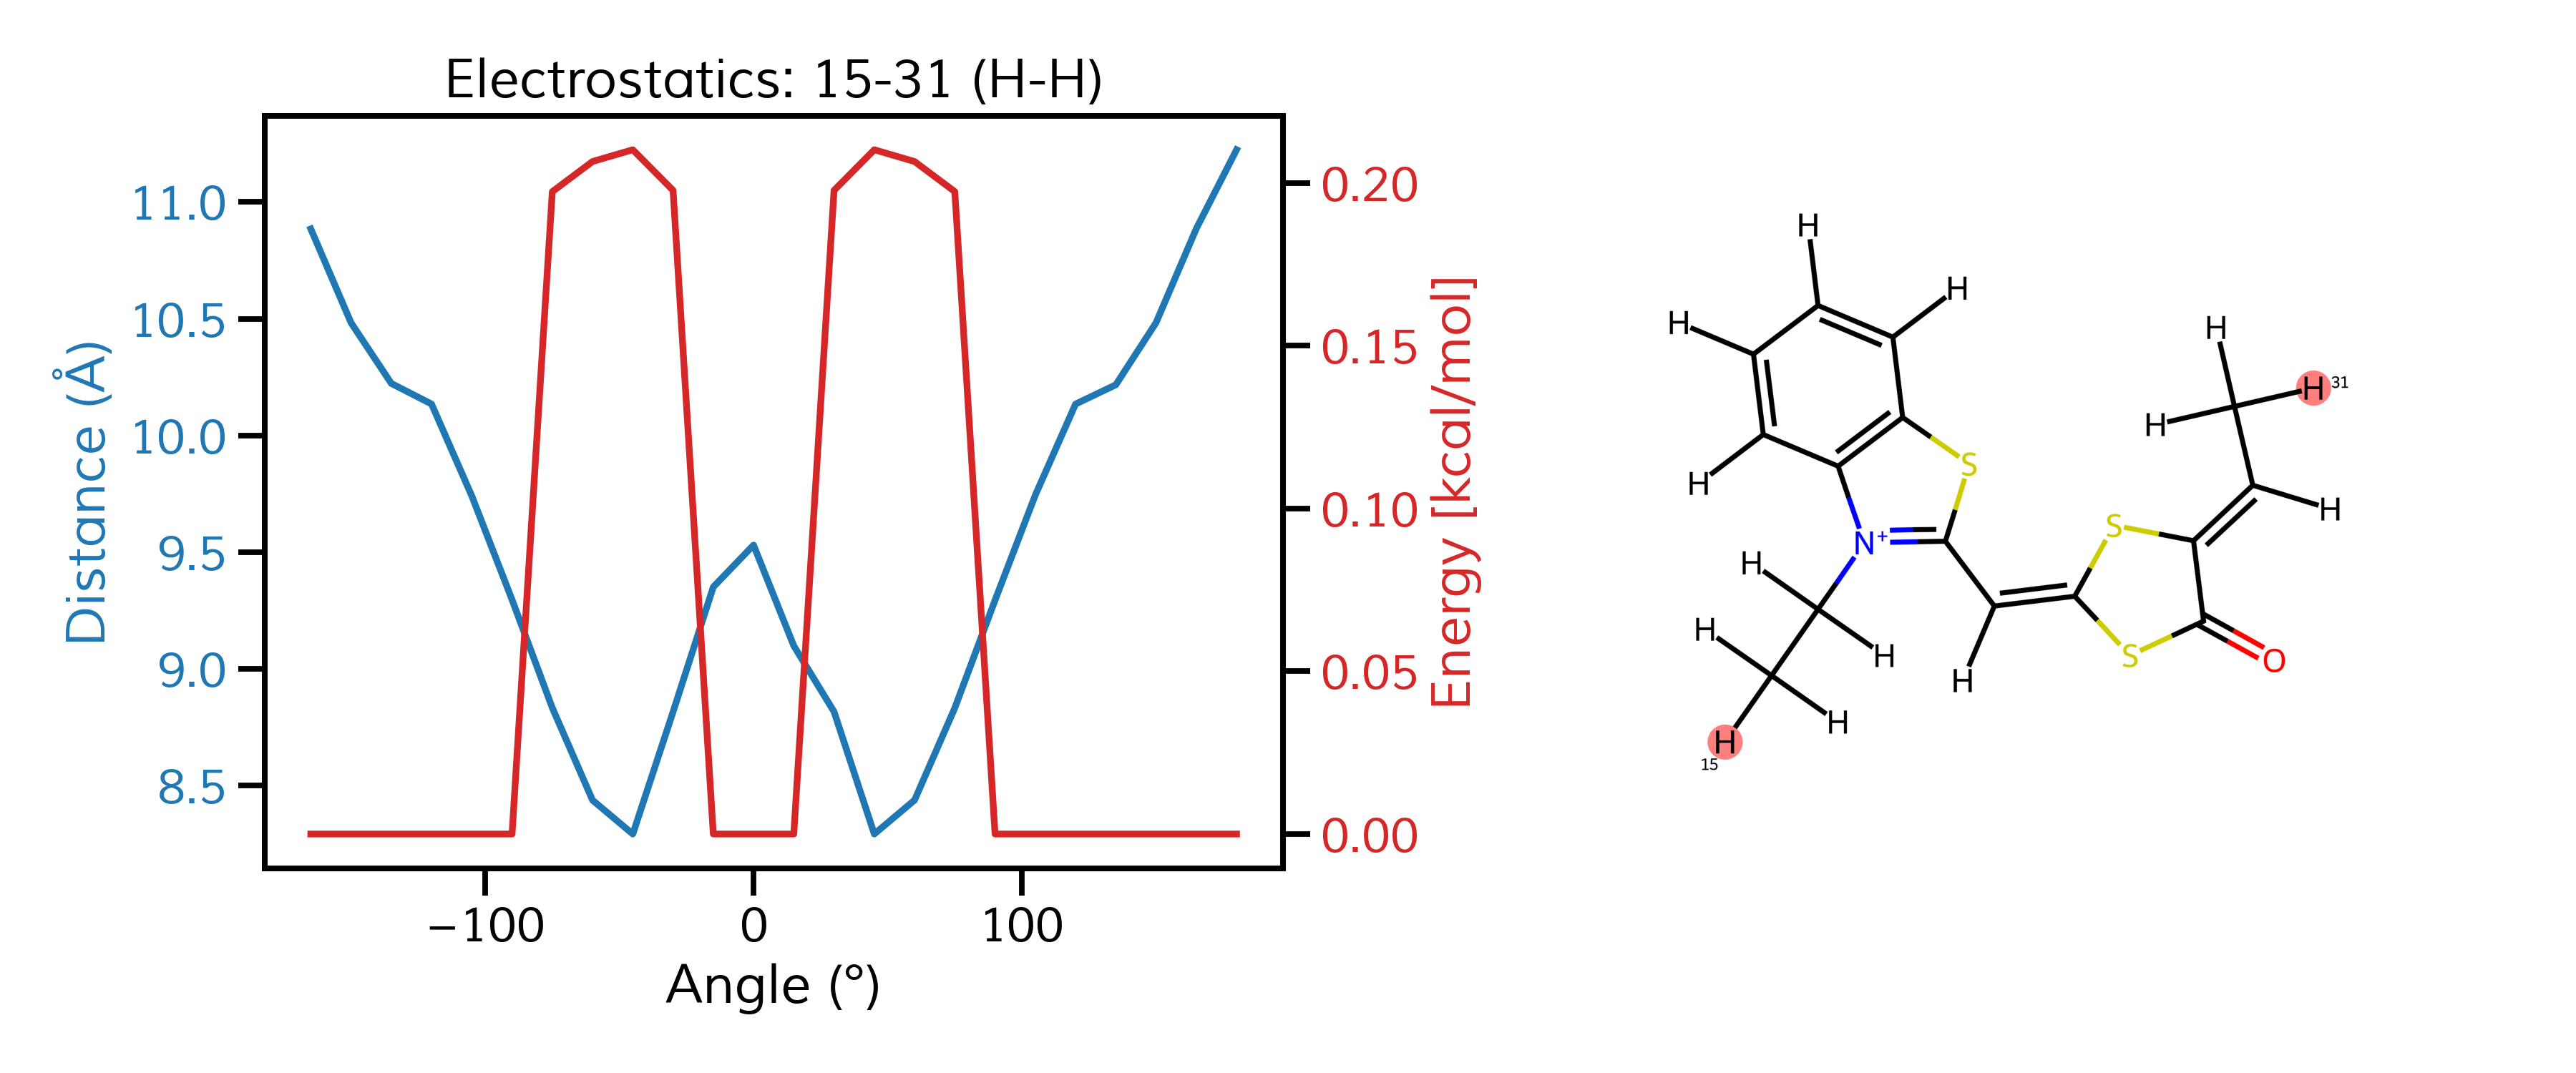 Electrostatics: 15-31 (H-H)
11.0
10.5
10.0
9.5
9.0
8.5
Distance (Å)
0.20
0.15
0.10
0.05
0.00
Energy [kcal/mol]
−100 0 100
Angle (°)
H
H
H
H
H
H 31
H
H
S
H
S
N+
H
H
H
H
S
O
H
H
H
15